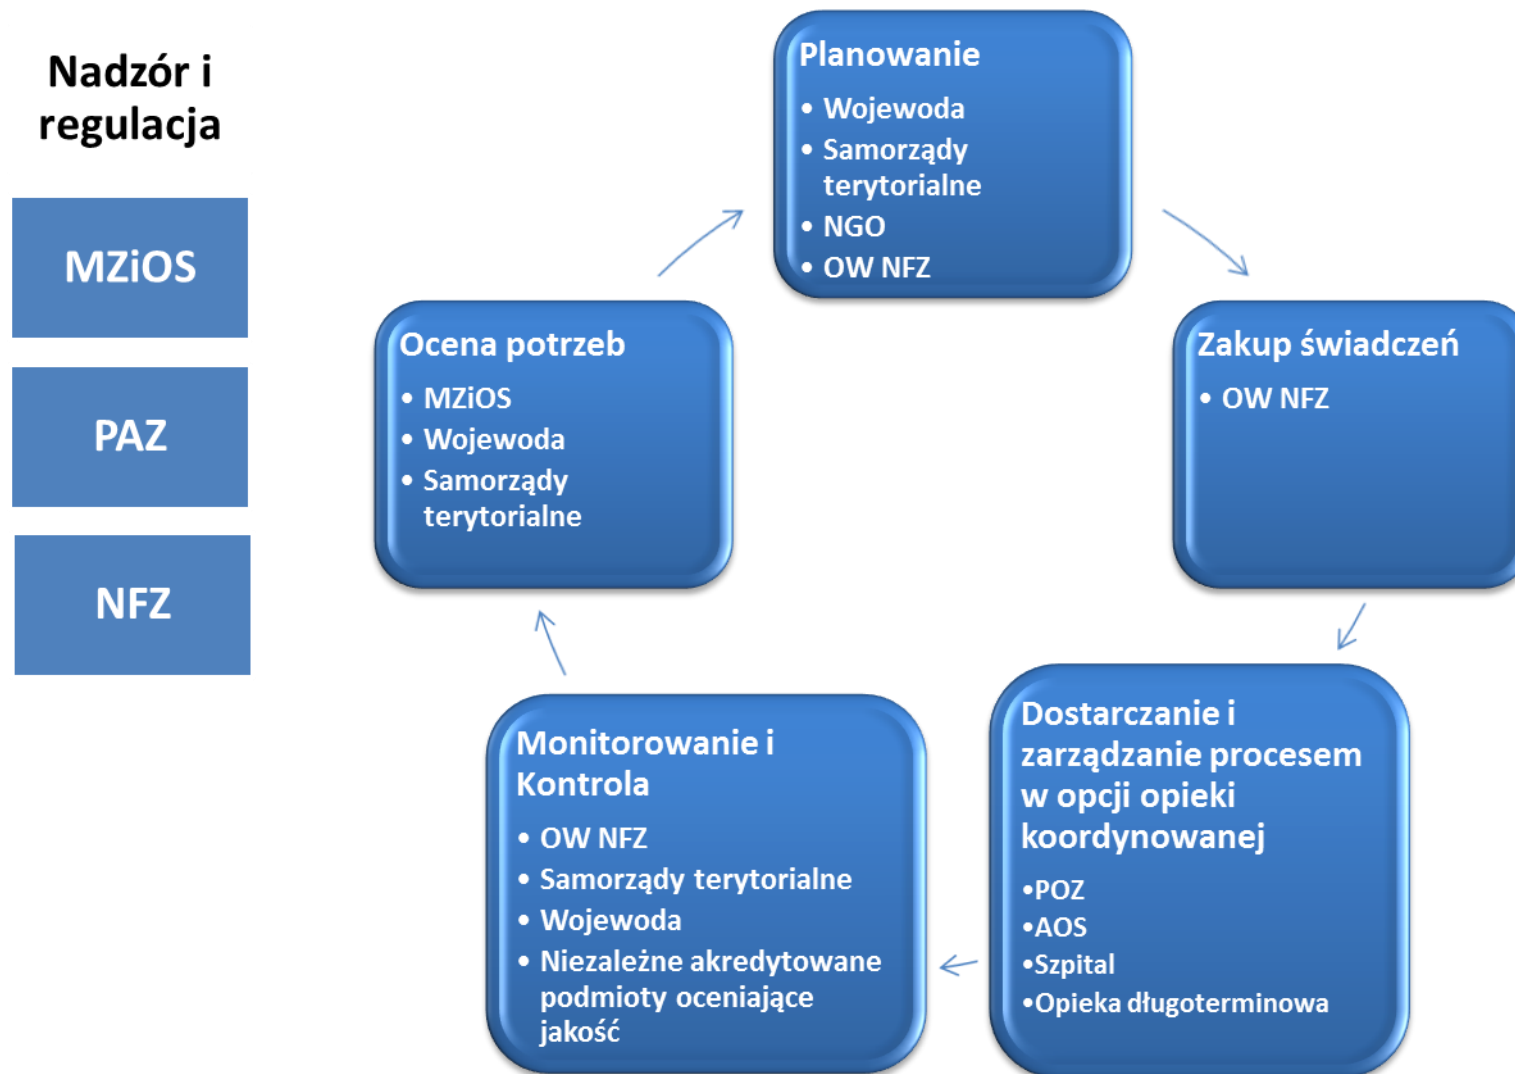 Nadzór i
regulacja
MZiOS
PAZ
NFZ
Planowanie
• Wojewoda
• Samorządy
terytorialne
• NGO
• OW NFZ
Zakup świadczeń
• OW NFZ
Dostarczanie i
zarządzanie procesem
w opcji opieki
koordynowanej
•POZ
•AOS
•Szpital
•Opieka długoterminowa
Monitorowanie i
Kontrola
• OW NFZ
• Samorządy terytorialne
• Wojewoda
• Niezależne akredytowane
podmioty oceniające
jakość
Ocena potrzeb
• MZiOS
• Wojewoda
• Samorządy
terytorialne